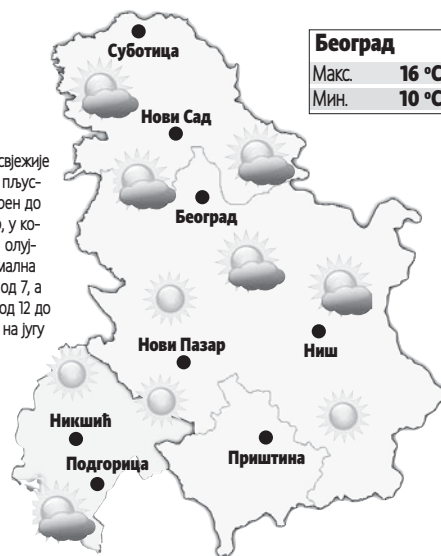 Суботица
Београд
Макс. 16 °C
Мин. 10 °C
Нови Сад
свјежије
пљус-
рен до
о, у ко-
олуј-
мална
од 7, а
од 12 до
на југу
Београд
Нови Пазар
Ниш
Никшић
Подгорица
Приштина